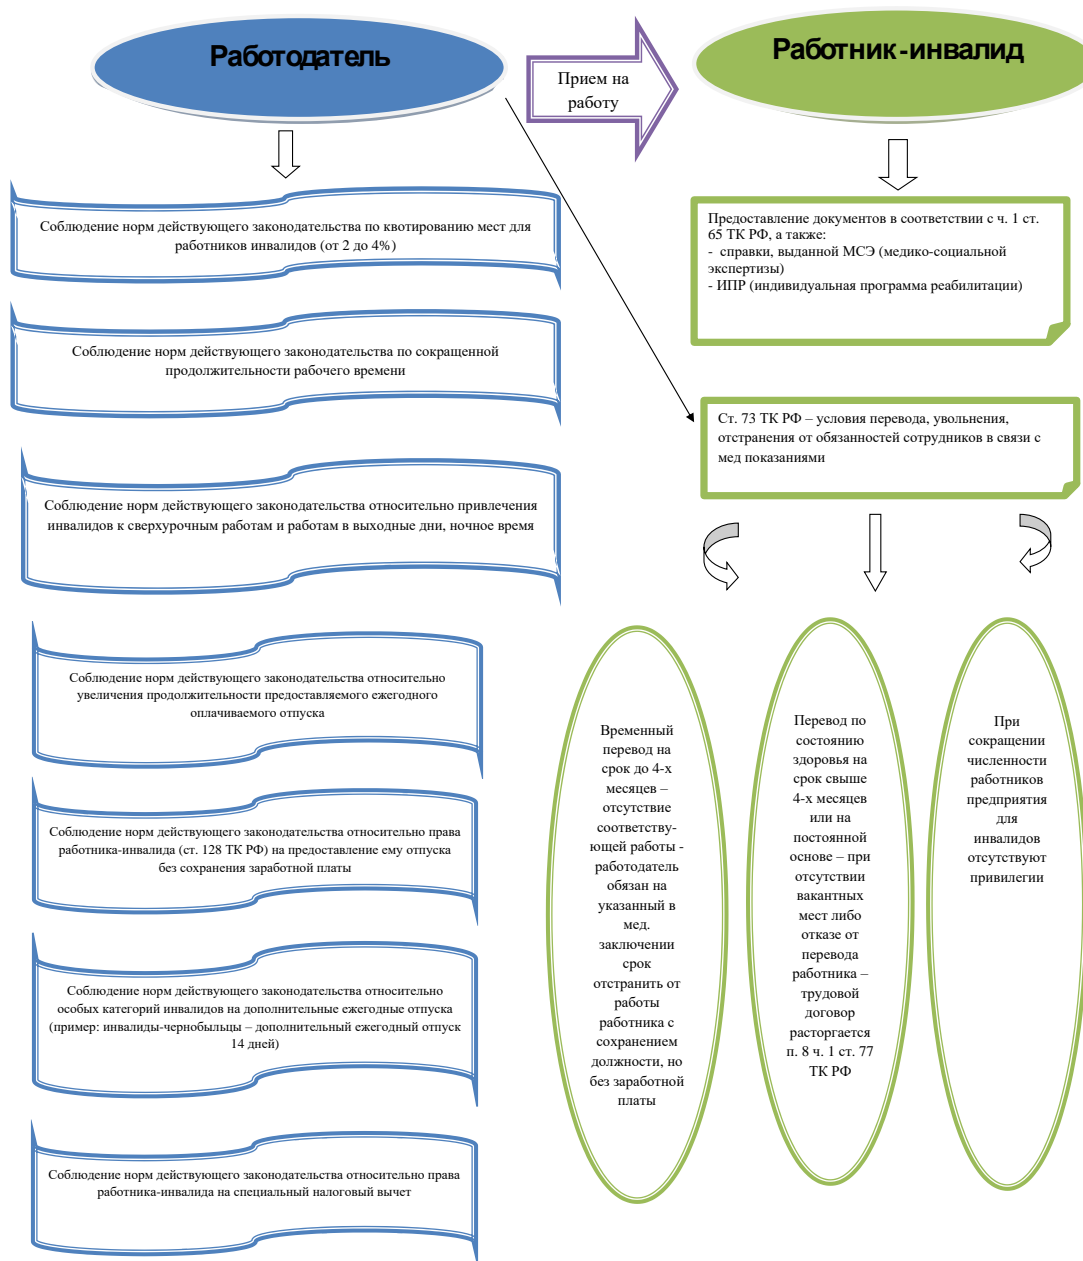 Работодатель
Прием на
работу
Работник-инвалид
Соблюдение норм действующего законодательства по квотированию мест для
работников инвалидов (от 2 до 4%)
Соблюдение норм действующего законодательства по сокращенной
продолжительности рабочего времени
Соблюдение норм действующего законодательства относительно привлечения
инвалидов к сверхурочным работам и работам в выходные дни, ночное время
Соблюдение норм действующего законодательства относительно
увеличения продолжительности предоставляемого ежегодного
оплачиваемого отпуска
Соблюдение норм действующего законодательства относительно права
работника-инвалида (ст. 128 ТК РФ) на предоставление ему отпуска
без сохранения заработной платы
Соблюдение норм действующего законодательства относительно
особых категорий инвалидов на дополнительные ежегодные отпуска
(пример: инвалиды-чернобыльцы – дополнительный ежегодный отпуск
14 дней)
Соблюдение норм действующего законодательства относительно права
работника-инвалида на специальный налоговый вычет
Предоставление документов в соответствии с ч. 1 ст.
65 ТК РФ, а также:
- справки, выданной МСЭ (медико-социальной
экспертизы)
- ИПР (индивидуальная программа реабилитации)
Ст. 73 ТК РФ – условия перевода, увольнения,
отстранения от обязанностей сотрудников в связи с
мед показаниями
Временный
перевод на
срок до 4-х
месяцев –
отсутствие
соответству-
ющей работы -
работодатель
обязан на
указанный в
мед.
заключении
срок
отстранить от
работы
работника с
сохранением
должности, но
без заработной
платы
Перевод по
состоянию
здоровья на
срок свыше
4-х месяцев
или на
постоянной
основе – при
отсутствии
вакантных
мест либо
отказе от
перевода
работника –
трудовой
договор
расторгается
п. 8 ч. 1 ст. 77
ТК РФ
При
сокращении
численности
работников
предприятия
для
инвалидов
отсутствуют
привилегии